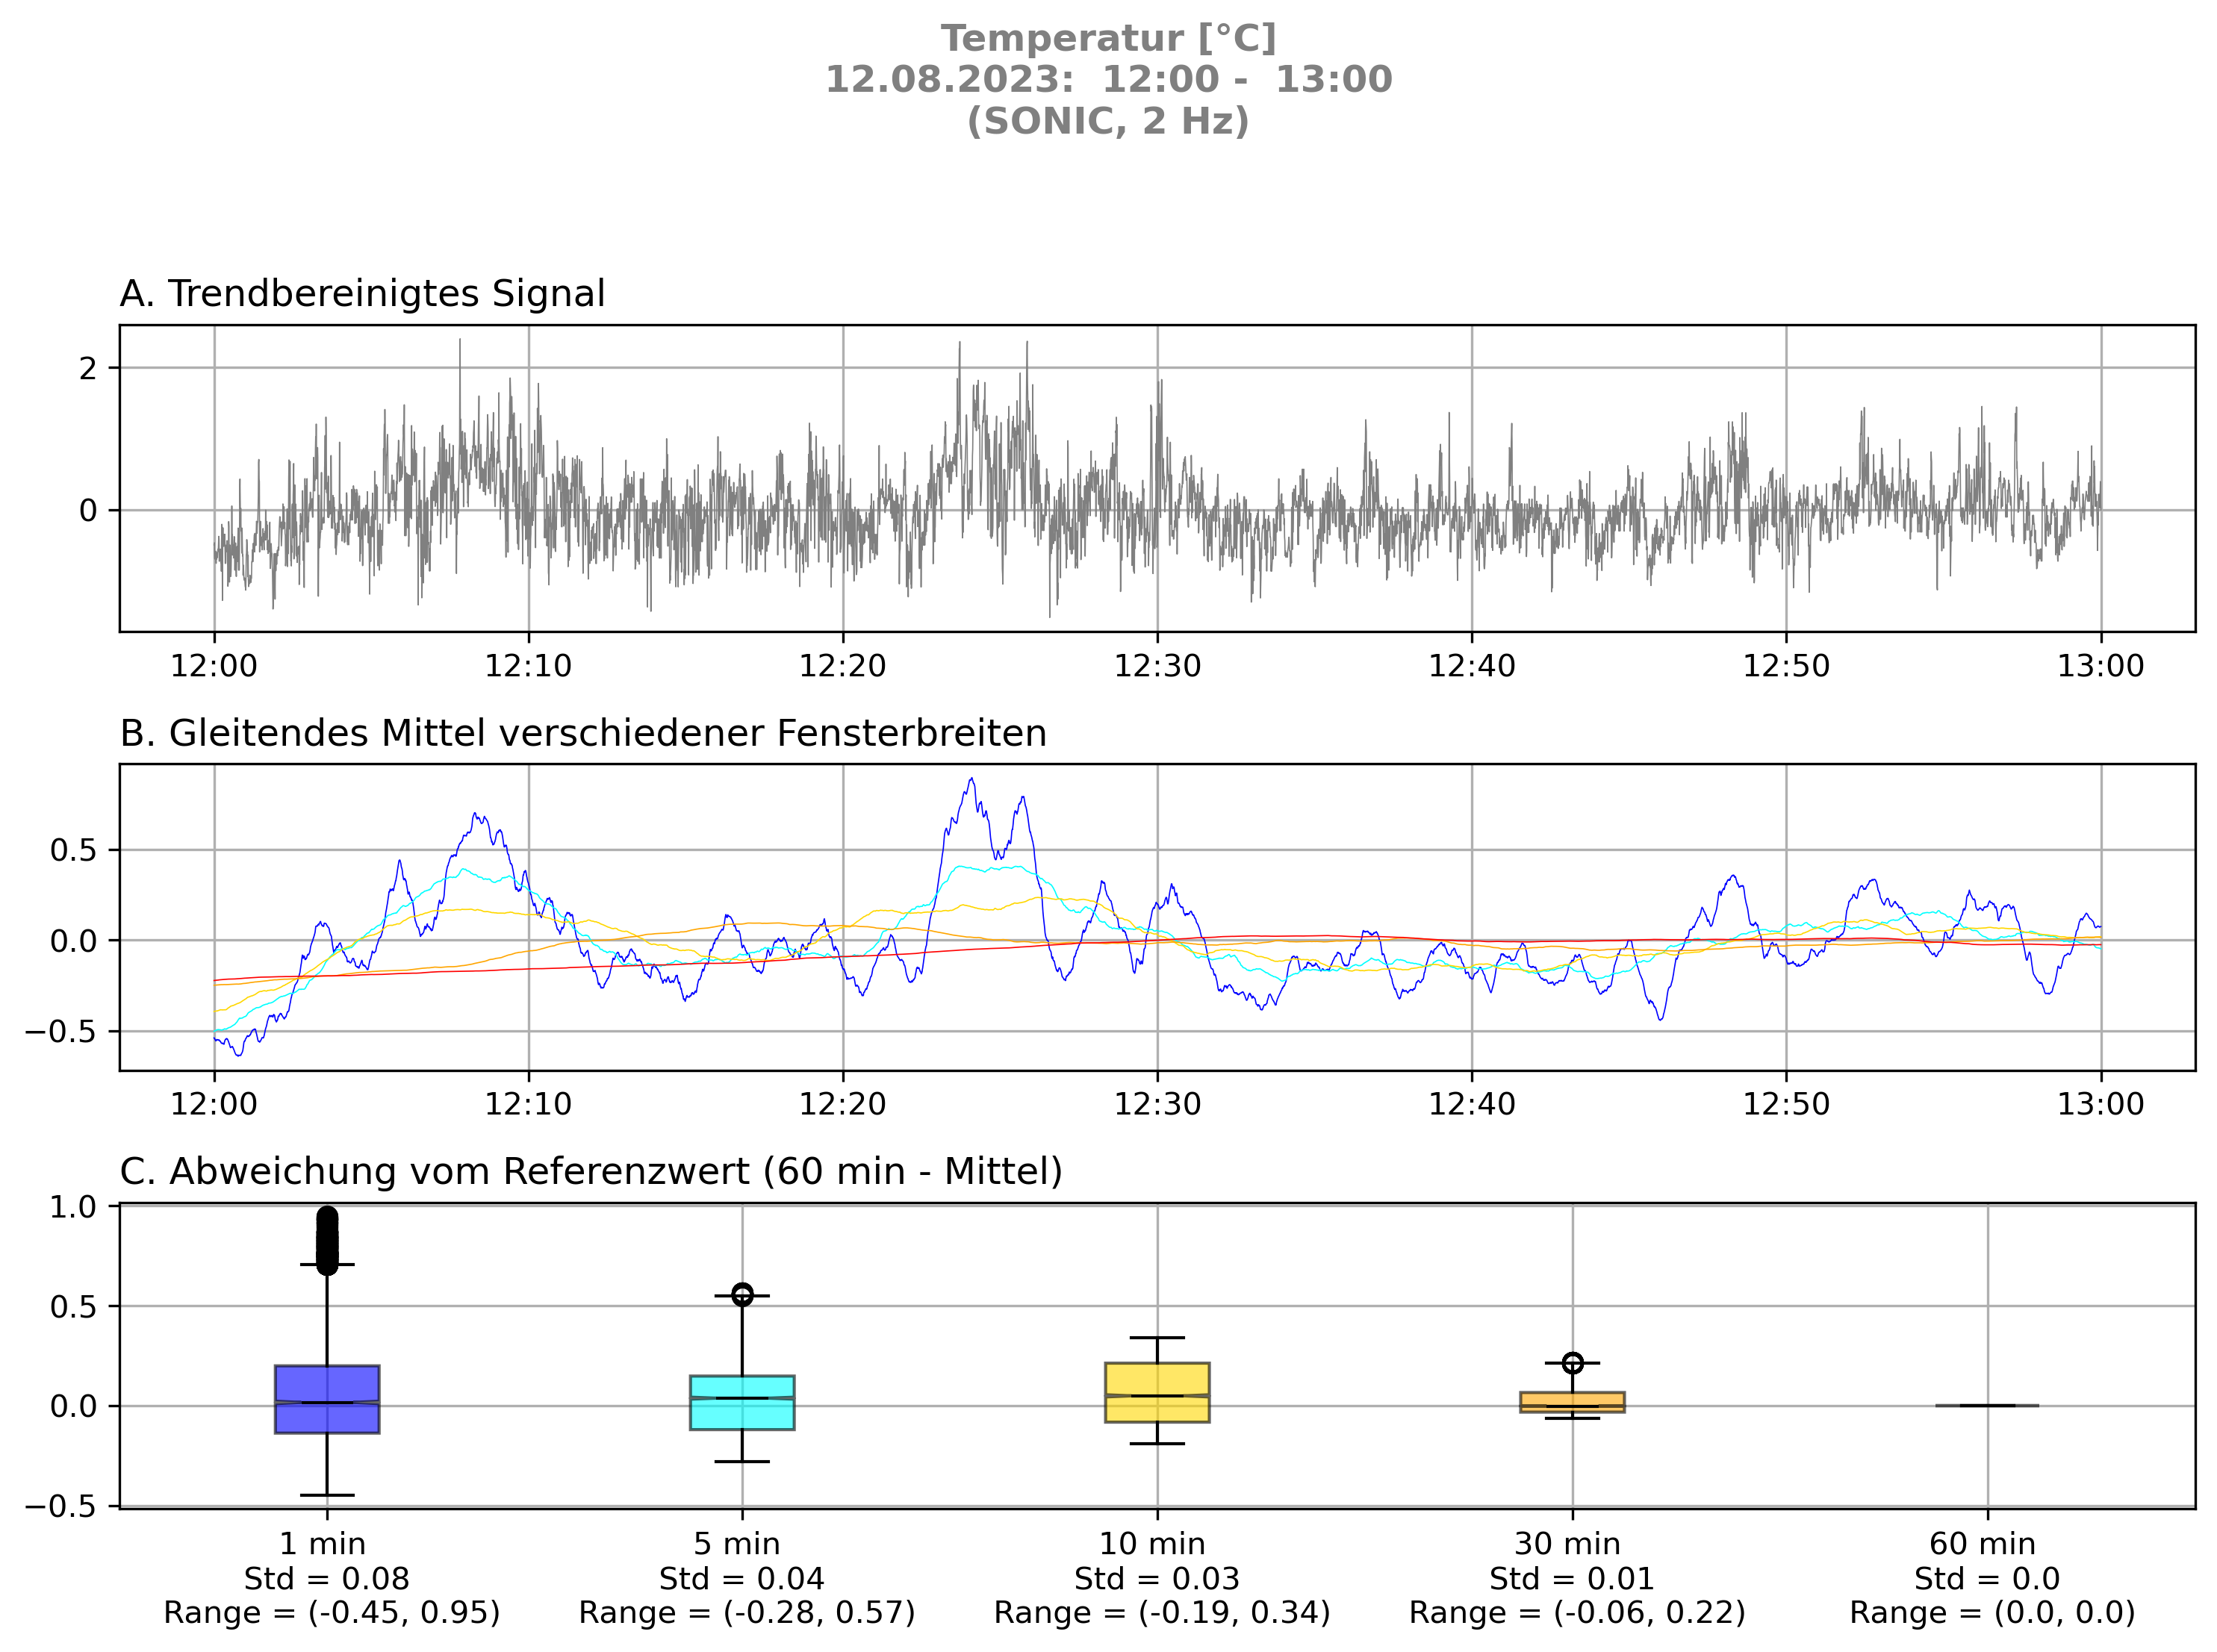 Temperatur [°C]
12.08.2023:  12:00 -  13:00
(SONIC, 2 Hz)
A. Trendbereinigtes Signal
2
0
12:00 12:10 12:20 12:30 12:40 12:50 13:00
B. Gleitendes Mittel verschiedener Fensterbreiten
0.5
0.0
−0.5
12:00 12:10 12:20 12:30 12:40 12:50 13:00
C. Abweichung vom Referenzwert (60 min - Mittel)
1.0
0.5
0.0
−0.5
1 min 5 min 10 min 30 min 60 min
Std = 0.08 Std = 0.04 Std = 0.03 Std = 0.01 Std = 0.0
Range = (-0.45, 0.95) Range = (-0.28, 0.57) Range = (-0.19, 0.34) Range = (-0.06, 0.22) Range = (0.0, 0.0)